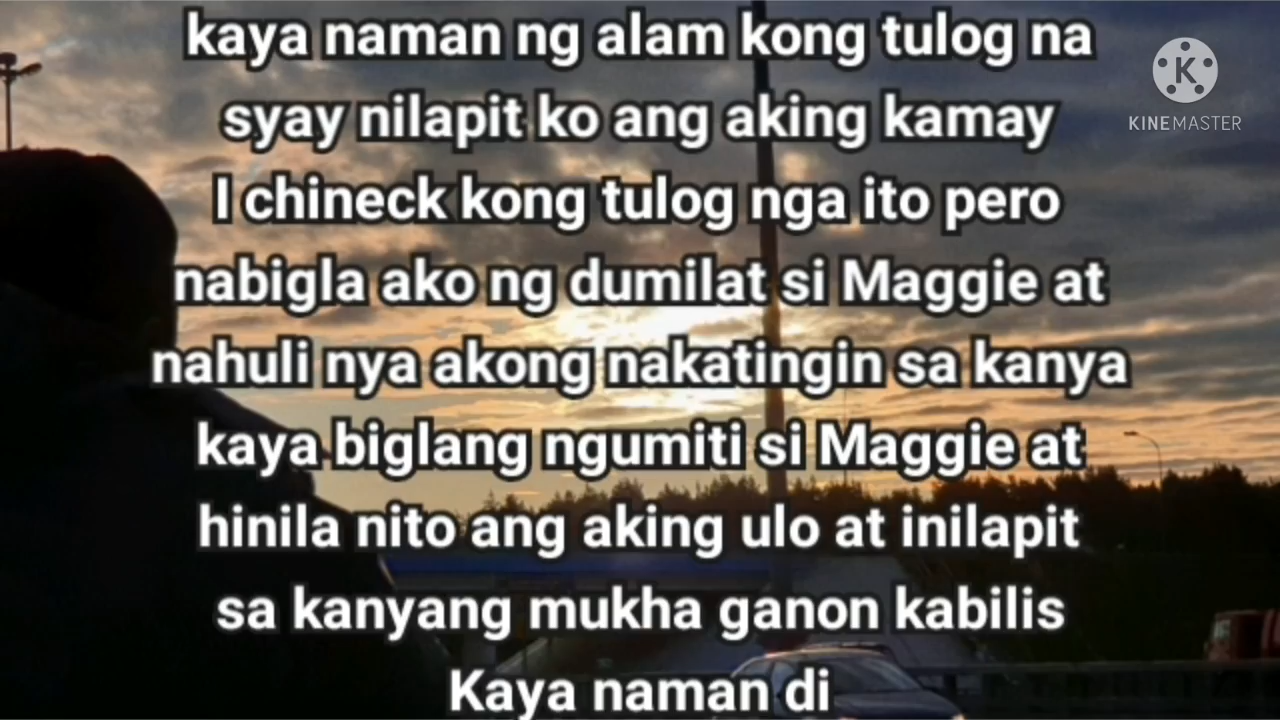 kaya naman ng alam kong tulog na
syay nilapit ko ang aking kamay
I chineck kong tulog nga ito pero
nabigla ako ng dumilat si Maggie at
nahuli nya akong nakatingin sa kanya
kaya biglang ngumiti si Maggie at
hinila nito ang aking ulo at inilapit
sa kanyang mukha ganon kabilis
Kaya naman di
K
KINEMASTER